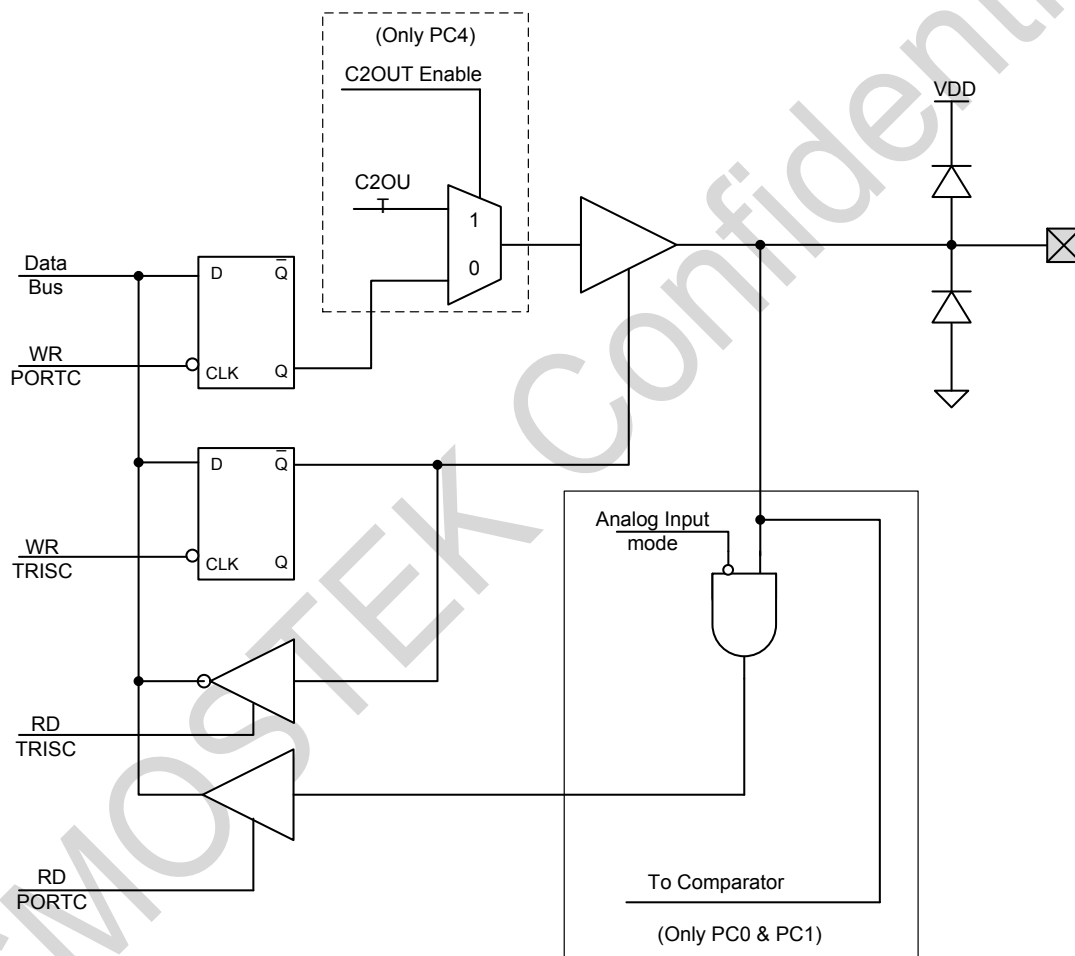 (Only PC4)
C2OUT Enable
VDD
C2OU
T
1
0
Data
Bus
D
Q
WR
PORTC
CLK
Q
D
Q
WR
TRISC
CLK
Q
Analog Input
mode
RD
TRISC
RD
PORTC
To Comparator
(Only PC0 & PC1)
CMOSTEK Confidenti